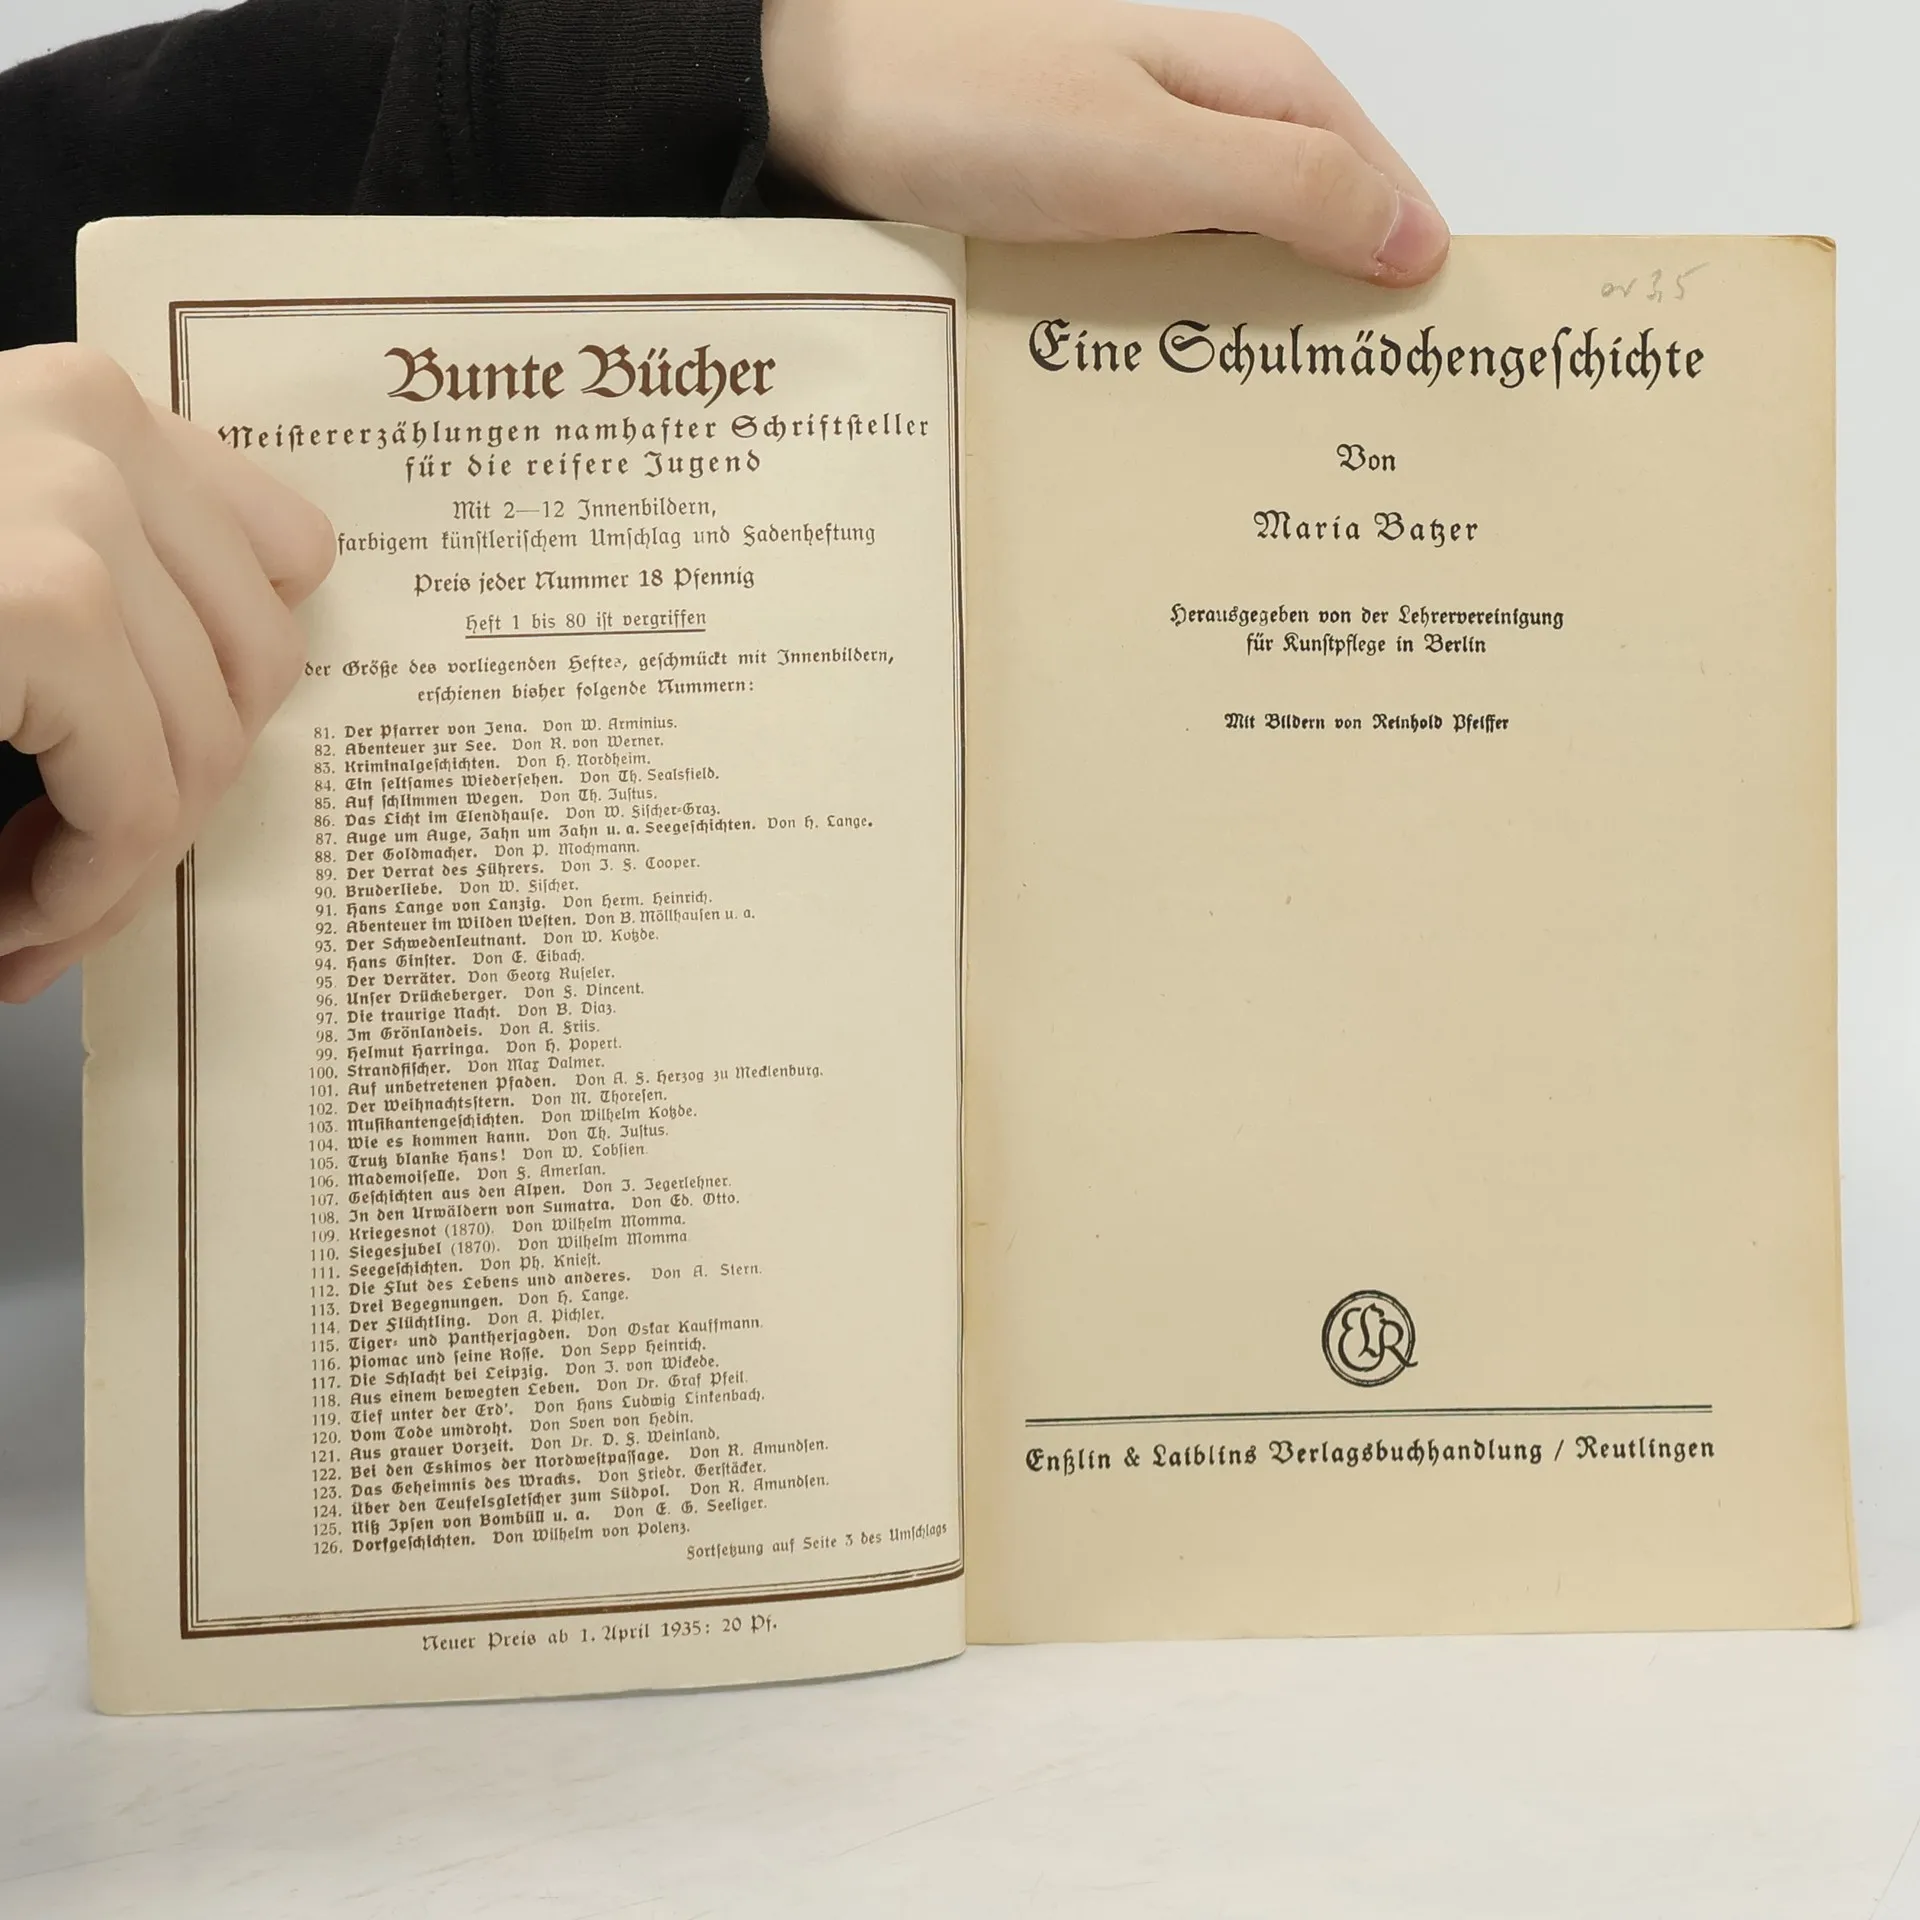 Bunte Bücher
Meiſtererzählungen namhafter Schriftſteller
für die reifere Jugend
Mit 2—12 Innenbildern,
farbigem künſtleriſchem Umſchlag und Fadenheftung
Preis jeder Nummer 18 Pfennig
Heft 1 bis 80 iſt vergriffen
der Größe des vorliegenden Heftes, geſchmückt mit Innenbildern,
erſchienen bisher folgende Nummern:
81. Der Pfarrer von Jena. Von W. Arminius.
82. Abenteuer zur See. Von R. von Werner.
83. Kriminalgeſchichten. Von H. Nordheim.
84. Ein ſeltſames Wiederſehen. Von Th. Sealsfield.
85. Auf ſchlimmen Wegen. Von Th. Juſtus.
86. Das Licht im Elendhauſe. Von W. Fiſcher-Graz.
87. Auge um Auge, Zahn um Zahn u. a. Seegeſchichten. Von H. Lange.
88. Der Goldmacher. Von P. Mochmann.
89. Der Verrat des Führers. Von J. F. Cooper.
90. Bruderliebe. Von W. Fiſcher.
91. Hans Lange von Lanzig. Von Herm. Heinrich.
92. Abenteuer im Wilden Weſten. Von B. Möllhauſen u. a.
93. Der Schwedenleutnant. Von W. Kotzde.
94. Hans Ginſter. Von E. Eibach.
95. Der Verräter. Von Georg Ruſeler.
96. Unſer Drückeberger. Von F. Vincent.
97. Die traurige Nacht. Von B. Diaz.
98. Im Grönlandeis. Von A. Friis.
99. Helmut Harringa. Von H. Popert.
100. Strandfiſcher. Von Max Dalmer.
101. Auf unbetretenen Pfaden. Von A. F. Herzog zu Mecklenburg.
102. Der Weihnachtsſtern. Von M. Thoreſen.
103. Muſikantengeſchichten. Von Wilhelm Kotzde.
104. Wie es kommen kann. Von Th. Juſtus.
105. Trutz blanke Hans! Von W. Lobſien
106. Mademoiſelle. Von F. Amerlan.
107. Geſchichten aus den Alpen. Von J. Jegerlehner.
108. In den Urwäldern von Sumatra. Von Ed. Otto.
109. Kriegesnot (1870). Von Wilhelm Momma.
110. Siegesjubel (1870). Von Wilhelm Momma
111. Seegeſchichten. Von Ph. Knieſt.
112. Die Flut des Lebens und anderes. Von A. Stern.
113. Drei Begegnungen. Von H. Lange.
114. Der Flüchtling. Von A. Pichler.
115. Tiger- und Pantherjagden. Von Oskar Kauffmann.
116. Piomac und ſeine Roſſe. Von Sepp Heinrich.
117. Die Schlacht bei Leipzig. Von J. von Wickede.
118. Aus einem bewegten Leben. Von Dr. Graf Pfeil.
119. Tief unter der Erd'. Von Hans Ludwig Linkenbach.
120. Vom Tode umdroht. Von Sven von Hedin.
121. Aus grauer Vorzeit. Von Dr. D. F. Weinland.
122. Bei den Eskimos der Nordweſtpaſſage. Von R. Amundſen.
123. Das Geheimnis des Wracks. Von Friedr. Gerſtäcker.
124. Über den Teufelsgletſcher zum Südpol. Von R. Amundſen.
125. Niß Ipſen von Bombüll u. a. Von E. G. Seeliger.
126. Dorfgeſchichten. Von Wilhelm von Polenz.
Fortſetzung auf Seite 3 des Umſchlags
Neuer Preis ab 1. April 1935: 20 Pf.
3,5
Eine Schulmädchengeſchichte
Von
Maria Batzer
Herausgegeben von der Lehrervereinigung
für Kunſtpflege in Berlin
Mit Bildern von Reinhold Pfeiffer
ELR
Enßlin & Laiblins Verlagsbuchhandlung / Reutlingen